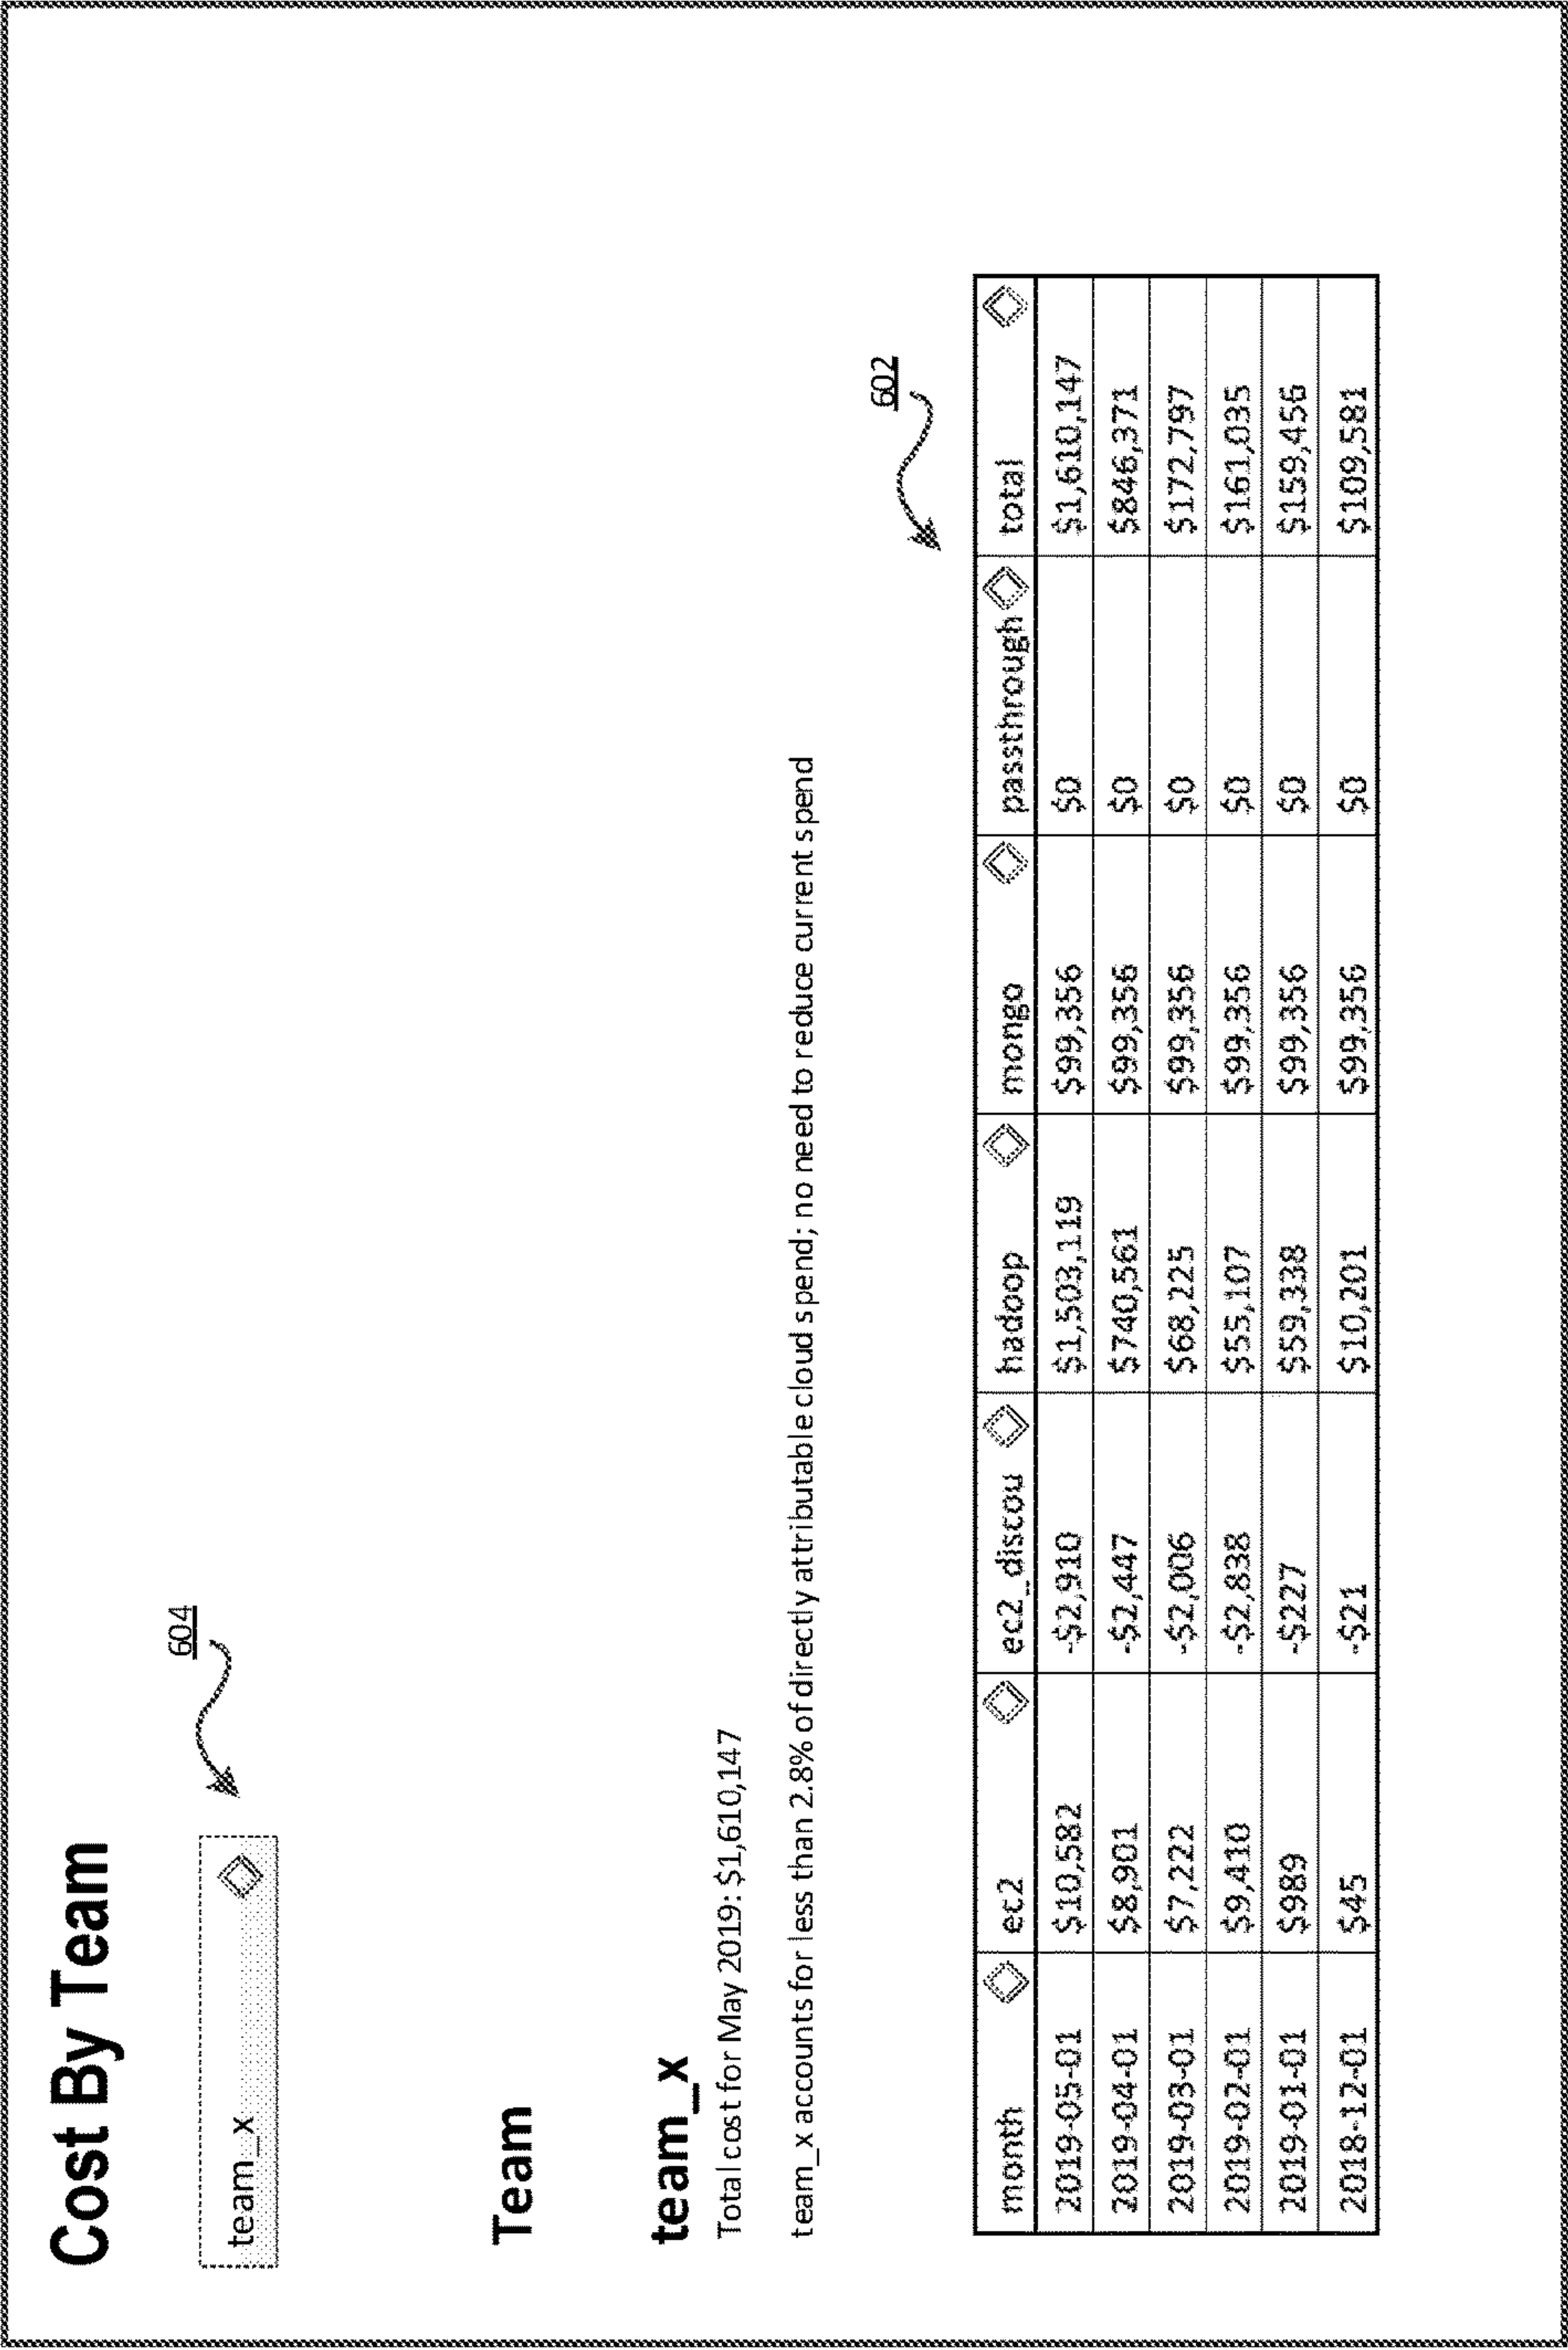 Cost By Team
team_x
604
Team
team_x
Total cost for May 2019: $1,610,147
team_x accounts for less than 2.8% of directly attributable cloud spend; no need to reduce current spend
602
month ec2 ec2_discou hadoop mongo passthrough total
2019-05-01 $10,582 -$2,910 $1,503,119 $99,356 $0 $1,610,147
2019-04-01 $8,901 -$2,447 $740,561 $99,356 $0 $846,371
2019-03-01 $7,222 -$2,006 $68,225 $99,356 $0 $172,797
2019-02-01 $9,410 -$2,838 $55,107 $99,356 $0 $161,035
2019-01-01 $989 -$227 $59,338 $99,356 $0 $159,456
2018-12-01 $45 -$21 $10,201 $99,356 $0 $109,581